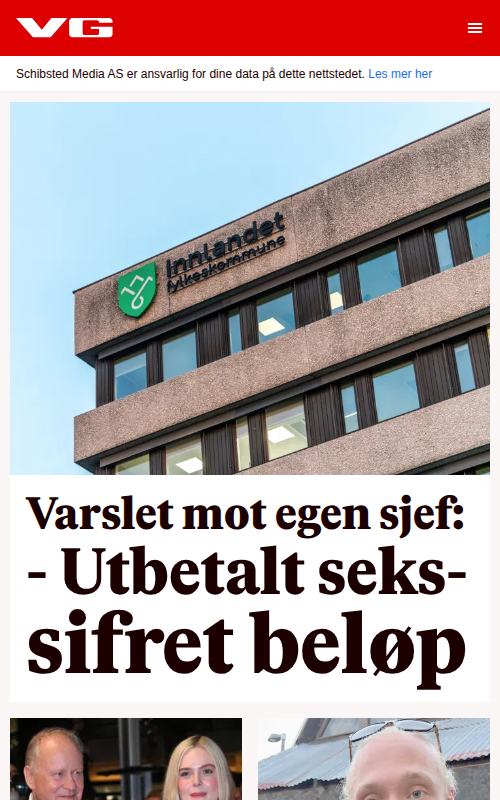 VG
Schibsted Media AS er ansvarlig for dine data på dette nettstedet. Les mer her
Innlandet
fylkeskommune
Varslet mot egen sjef:
- Utbetalt seks-
sifret beløp